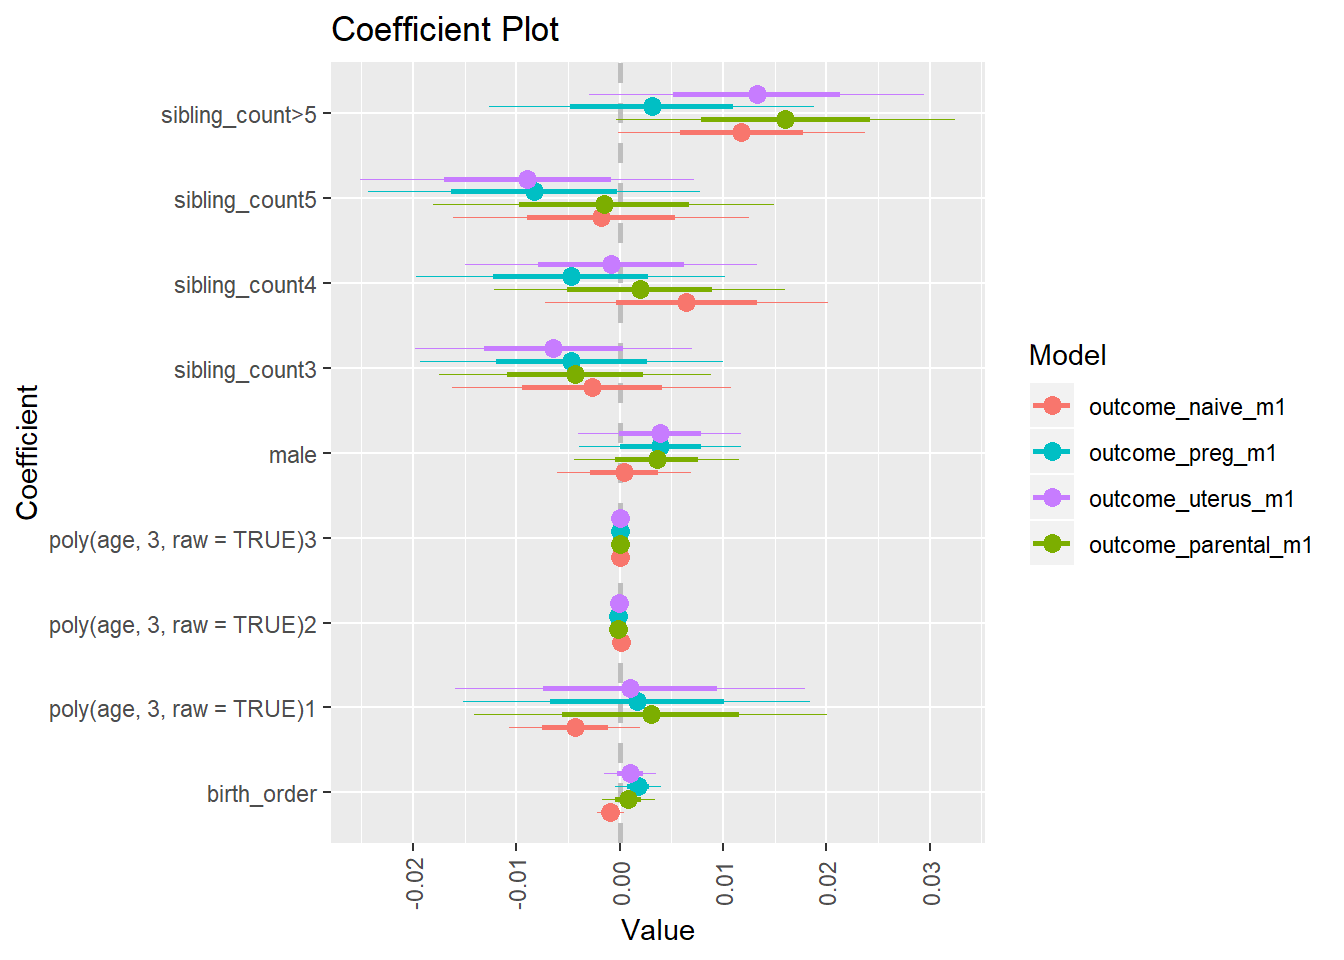 Coefficient Plot
sibling_count>5
sibling_count5
sibling_count4
sibling_count3
male
poly(age, 3, raw = TRUE)3
poly(age, 3, raw = TRUE)2
poly(age, 3, raw = TRUE)1
birth_order
Coefficient
-0.02
-0.01
0.00
0.01
0.02
0.03
Value
Model
outcome_naive_m1
outcome_preg_m1
outcome_uterus_m1
outcome_parental_m1